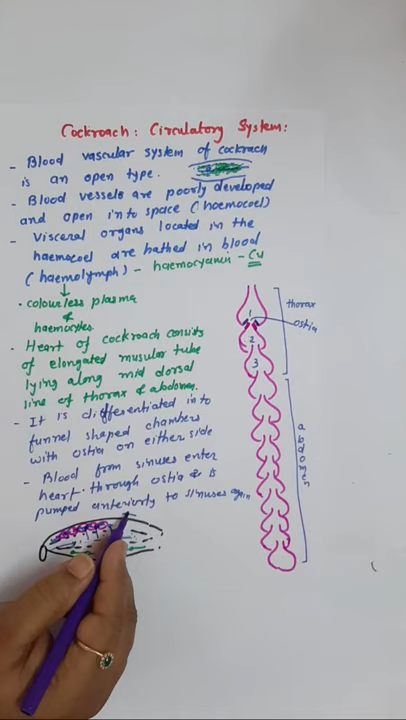 Cockroach: Circulatory System:
- Blood vascular system of cockroach
is an open type.
- Blood vessels are poorly developed
and open in to space (haemocoel)
- Visceral organs located in the
haemocoel are bathed in blood
(haemolymph) - haemocyanin - Cu
• colourless plasma
&
haemocytes.
- Heart of cockroach consists
of elongated muscular tube
lying along mid dorsal
line of thorax & abdomen.
- It is differentiated in to
funnel shaped chambers
with ostia on either side
- Blood from sinuses enter
heart through ostia & is
pumped anteriorly to sinuses again
thorax
ostia
1
2
3